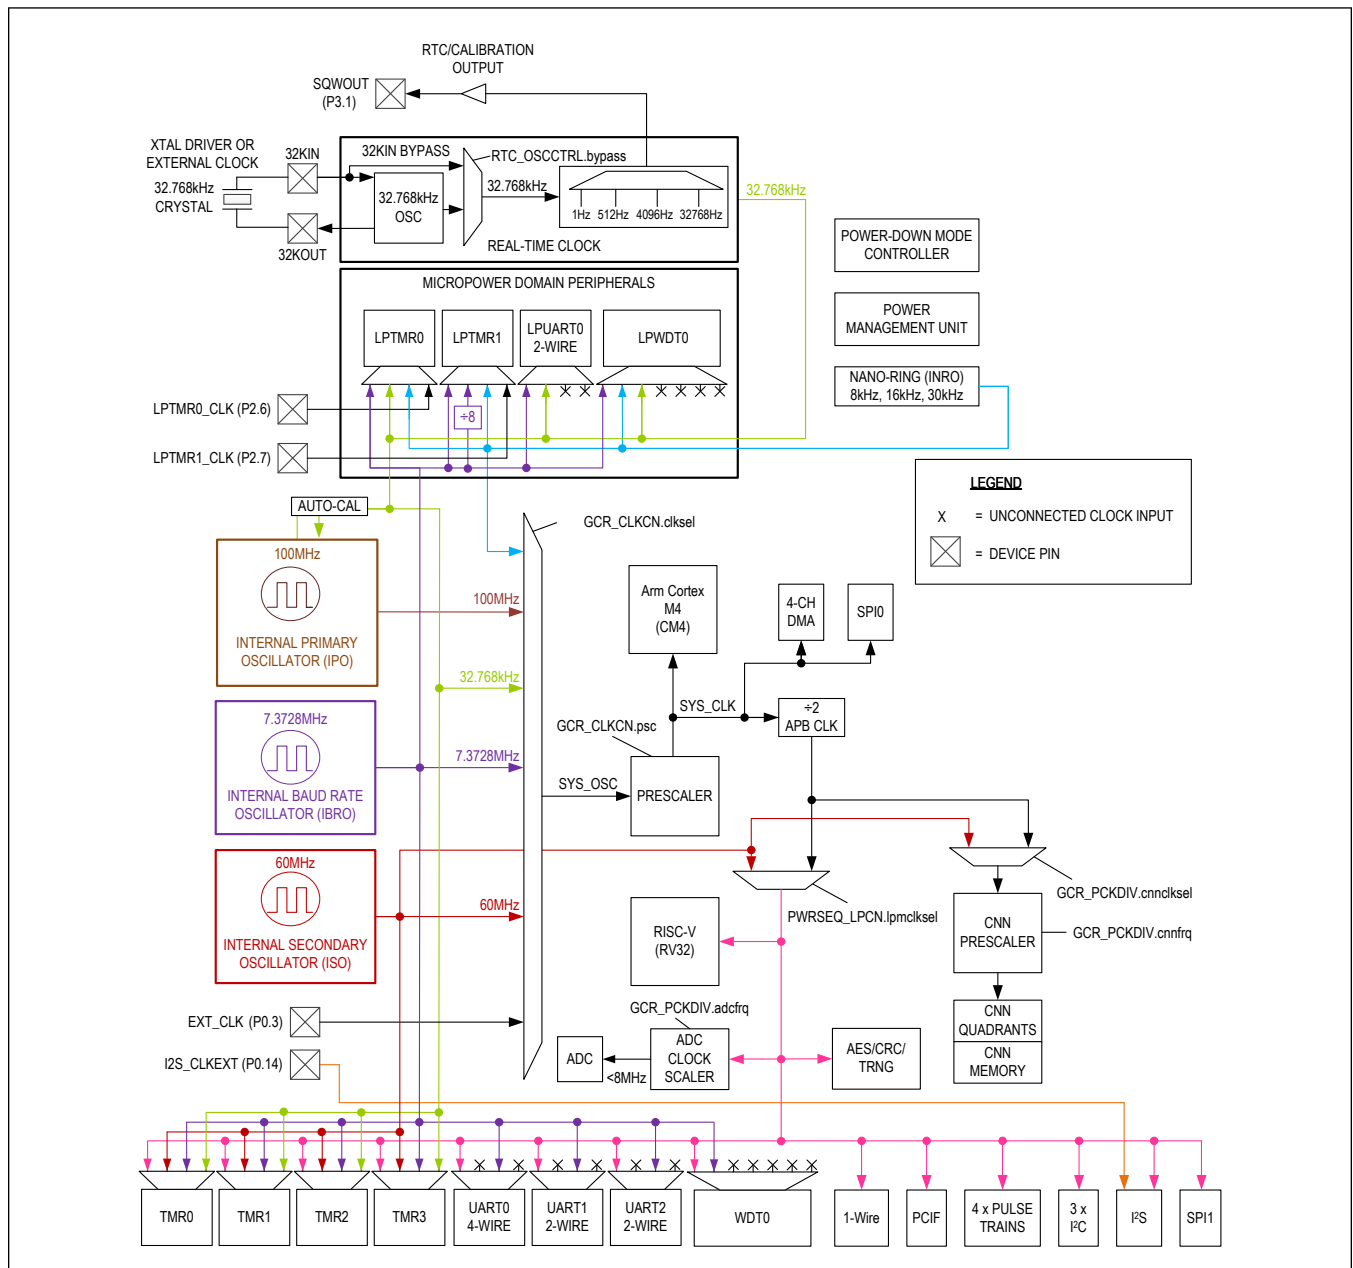 RTC/CALIBRATION
OUTPUT
SQWOUT
(P3.1)
XTAL DRIVER OR
EXTERNAL CLOCK
32KIN
32KIN BYPASS
RTC_OSCCTRL.bypass
32.768kHz
CRYSTAL
32.768kHz
OSC
32.768kHz
1Hz
512Hz
4096Hz
32768Hz
32.768kHz
32KOUT
REAL-TIME CLOCK
POWER-DOWN MODE
CONTROLLER
MICROPOWER DOMAIN PERIPHERALS
POWER
MANAGEMENT UNIT
LPTMR0
LPTMR1
LPUART0
2-WIRE
LPWDT0
NANO-RING (INRO)
8kHz, 16kHz, 30kHz
LPTMR0_CLK (P2.6)
÷8
LPTMR1_CLK (P2.7)
LEGEND
X = UNCONNECTED CLOCK INPUT
= DEVICE PIN
AUTO-CAL
GCR_CLKCN.clksel
100MHz
INTERNAL PRIMARY
OSCILLATOR (IPO)
100MHz
Arm Cortex
M4
(CM4)
4-CH
DMA
SPI0
32.768kHz
SYS_CLK
÷2
APB CLK
7.3728MHz
INTERNAL BAUD RATE
OSCILLATOR (IBRO)
7.3728MHz
GCR_CLKCN.psc
SYS_OSC
PRESCALER
60MHz
INTERNAL SECONDARY
OSCILLATOR (ISO)
60MHz
GCR_PCKDIV.cnnclksel
PWRSEQ_LPCN.lpmclksel
RISC-V
(RV32)
CNN
PRESCALER
GCR_PCKDIV.cnnfrq
GCR_PCKDIV.adcfrq
EXT_CLK (P0.3)
CNN
QUADRANTS
CNN
MEMORY
I2S_CLKEXT (P0.14)
ADC
<8MHz
ADC
CLOCK
SCALER
AES/CRC/
TRNG
TMR0
TMR1
TMR2
TMR3
UART0
4-WIRE
UART1
2-WIRE
UART2
2-WIRE
WDT0
1-Wire
PCIF
4 x PULSE
TRAINS
3 x
I²C
I²S
SPI1